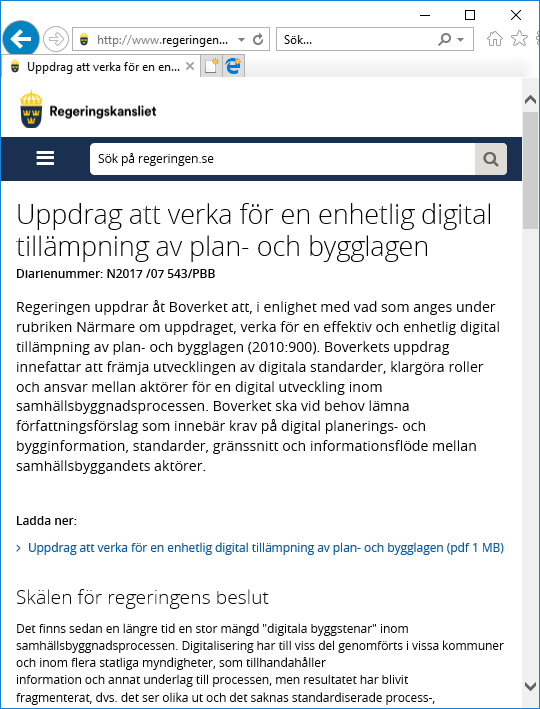 http://www.regeringen...
Sök...
Uppdrag att verka för en en...
Regeringskansliet
Sök på regeringen.se
Uppdrag att verka för en enhetlig digital
tillämpning av plan- och bygglagen
Diarienummer: N2017 /07 543/PBB
Regeringen uppdrar åt Boverket att, i enlighet med vad som anges under
rubriken Närmare om uppdraget, verka för en effektiv och enhetlig digital
tillämpning av plan- och bygglagen (2010:900). Boverkets uppdrag
innefattar att främja utvecklingen av digitala standarder, klargöra roller
och ansvar mellan aktörer för en digital utveckling inom
samhällsbyggnadsprocessen. Boverket ska vid behov lämna
författningsförslag som innebär krav på digital planerings- och
bygginformation, standarder, gränssnitt och informationsflöde mellan
samhällsbyggandets aktörer.
Ladda ner:
Uppdrag att verka för en enhetlig digital tillämpning av plan- och bygglagen (pdf 1 MB)
Skälen för regeringens beslut
Det finns sedan en längre tid en stor mängd "digitala byggstenar" inom
samhällsbyggnadsprocessen. Digitalisering har till viss del genomförts i vissa kommuner
och inom flera statliga myndigheter, som tillhandahåller
information och annat underlag till processen, men resultatet har blivit
fragmenterat, dvs. det ser olika ut och det saknas standardiserade process-,